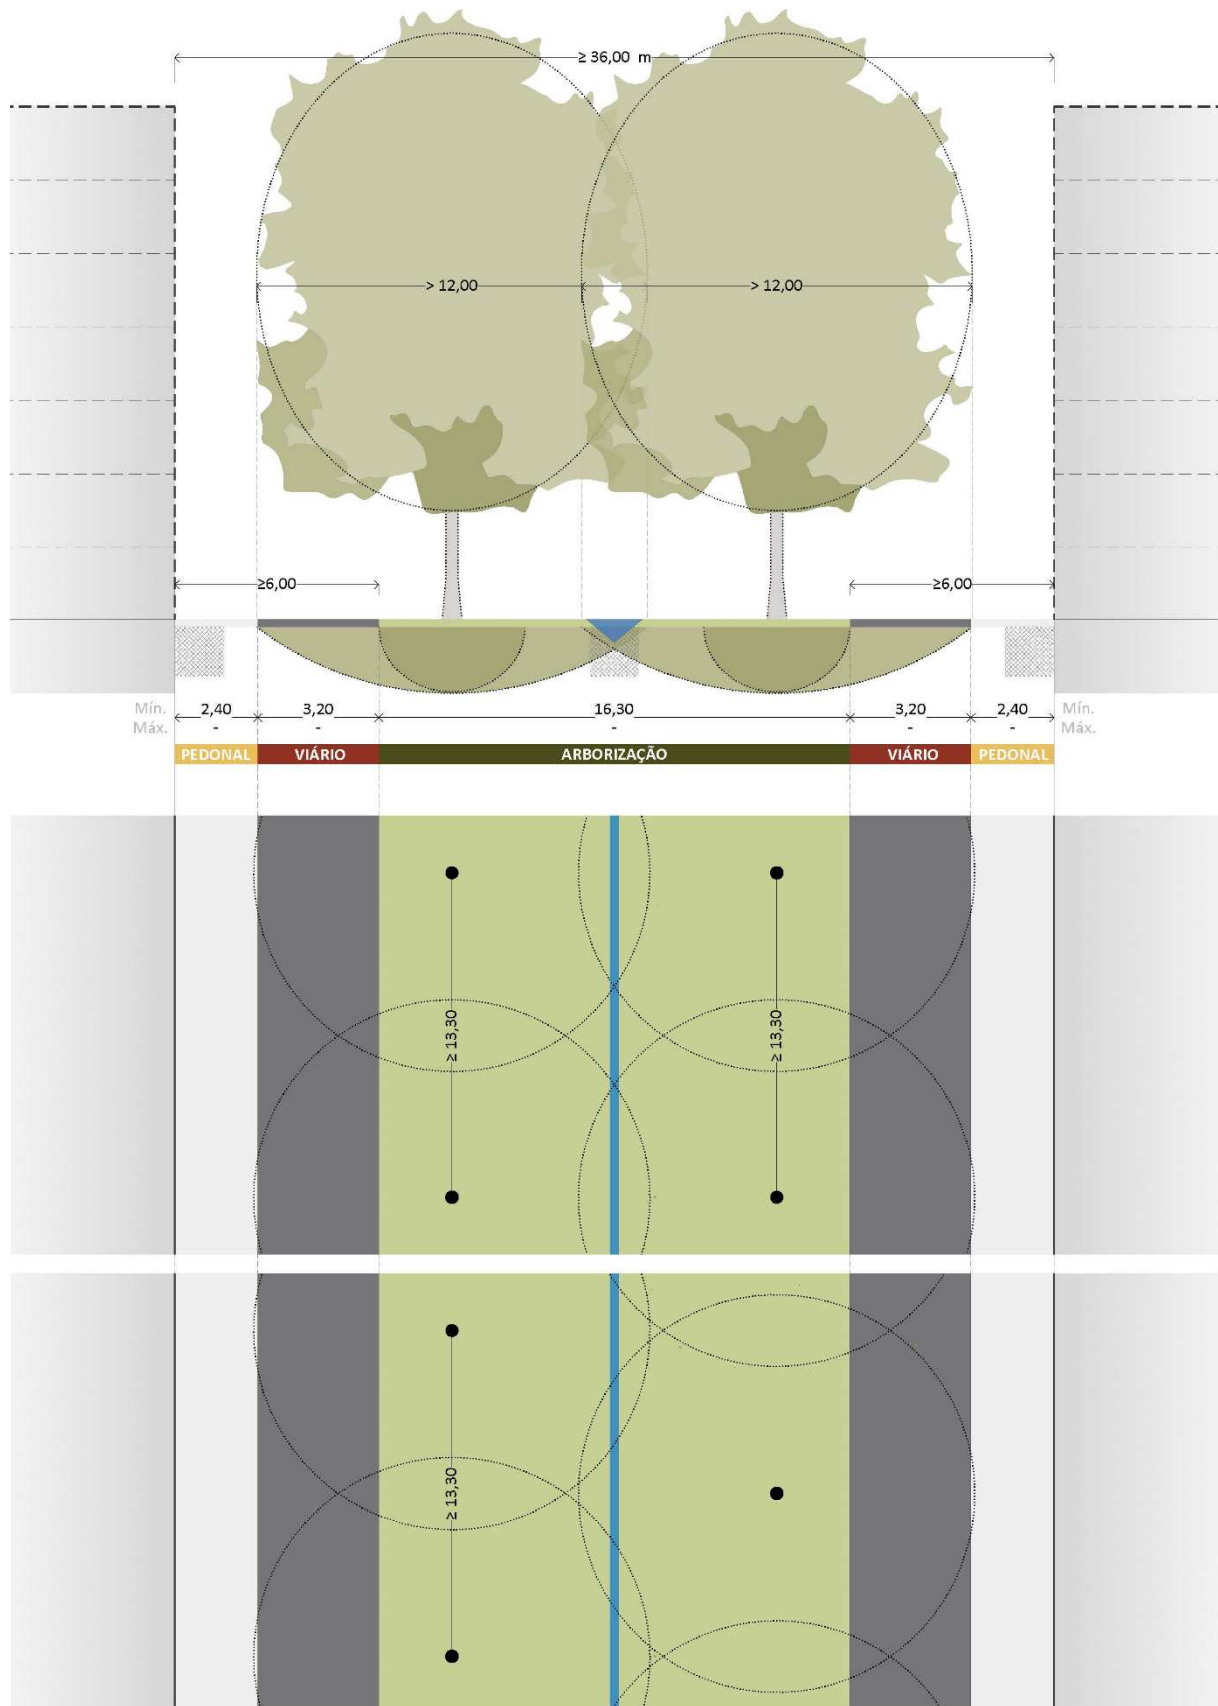 ≥ 36,00 m
> 12,00 > 12,00
≥6,00 ≥6,00
Mín. 2,40 3,20 16,30 3,20 2,40 Mín.
Máx. - - - - - Máx.
PEDONAL VIÁRIO ARBORIZAÇÃO VIÁRIO PEDONAL
≥ 13,30 ≥ 13,30
≥ 13,30